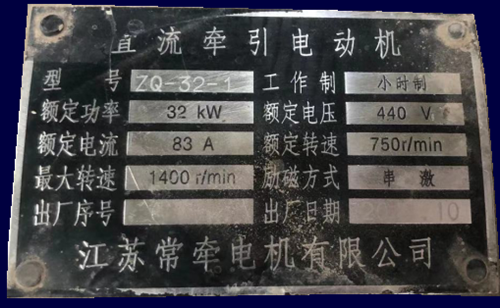 直流牵引电动机
型号 ZQ-32-1 工作制 小时制
额定功率 32 kW 额定电压 440 V
额定电流 83 A 额定转速 750r/min
最大转速 1400 r/min 励磁方式 串激
出厂序号 出厂日期 10
江苏常牵电机有限公司